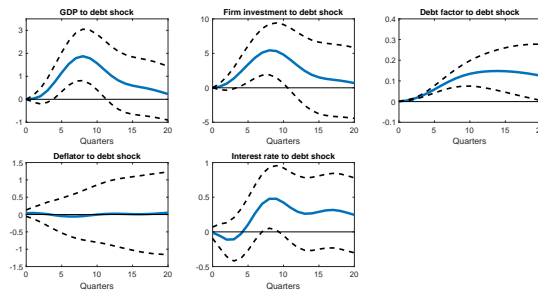 GDP to debt shock
3
2
1
0
-1
0 5 10 15 20
Quarters
Firm investment to debt shock
10
5
0
-5
0 5 10 15 20
Quarters
Debt factor to debt shock
0.4
0.3
0.2
0.1
0
-0.1
0 5 10 15 20
Quarters
Deflator to debt shock
1.5
1
0.5
0
-0.5
-1
-1.5
0 5 10 15 20
Quarters
Interest rate to debt shock
1
0.5
0
-0.5
0 5 10 15 20
Quarters